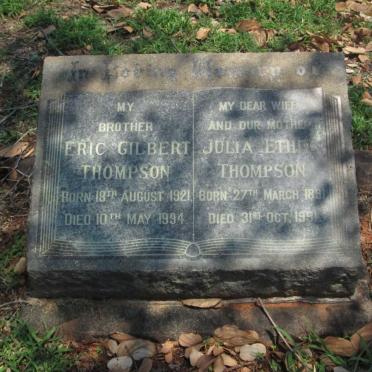 In Loving Memory of
MY
BROTHER
ERIC GILBERT
THOMPSON
BORN 18TH AUGUST 1921
DIED 10TH MAY 1994
MY DEAR WIFE
AND OUR MOTHER
JULIA ETHEL
THOMPSON
BORN 27TH MARCH
DIED 31ST OCT.